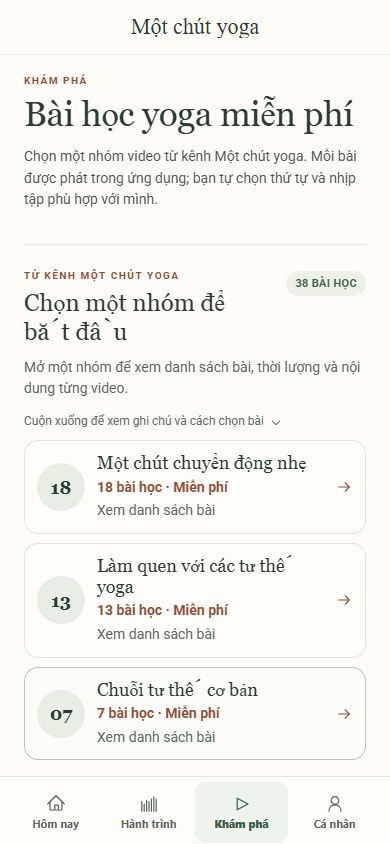 Một chút yoga
KHÁM PHÁ
Bài học yoga miễn phí
Chọn một nhóm video từ kênh Một chút yoga. Mỗi bài
được phát trong ứng dụng; bạn tự chọn thứ tự và nhịp
tập phù hợp với mình.
TỪ KÊNH MỘT CHÚT YOGA
38 BÀI HỌC
Chọn một nhóm để
bắt đầu
Mở một nhóm để xem danh sách bài, thời lượng và nội
dung từng video.
Cuộn xuống để xem ghi chú và cách chọn bài
18
Một chút chuyển động nhẹ
18 bài học · Miễn phí
Xem danh sách bài
13
Làm quen với các tư thế
yoga
13 bài học · Miễn phí
Xem danh sách bài
07
Chuỗi tư thế cơ bản
7 bài học · Miễn phí
Xem danh sách bài
Hôm nay
Hành trình
Khám phá
Cá nhân